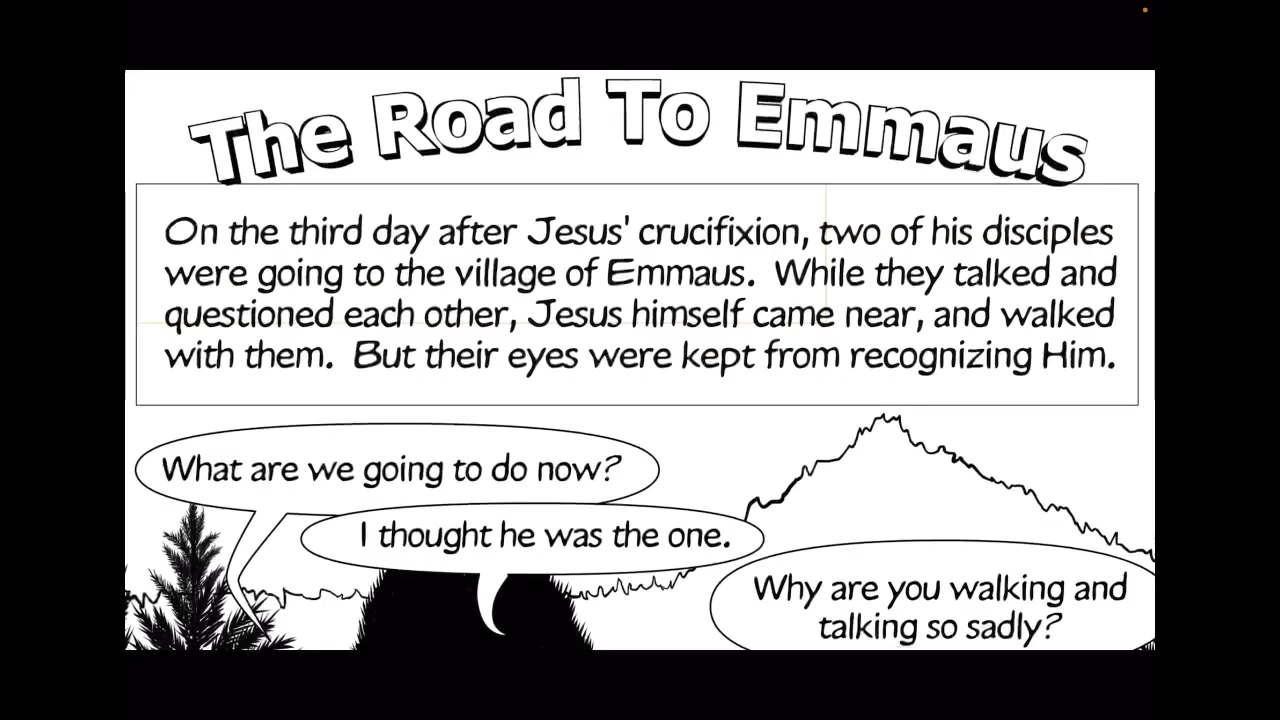 The Road To Emmaus
On the third day after Jesus' crucifixion, two of his disciples
were going to the village of Emmaus.  While they talked and
questioned each other, Jesus himself came near, and walked
with them.  But their eyes were kept from recognizing Him.
What are we going to do now?
I thought he was the one.
Why are you walking and
talking so sadly?